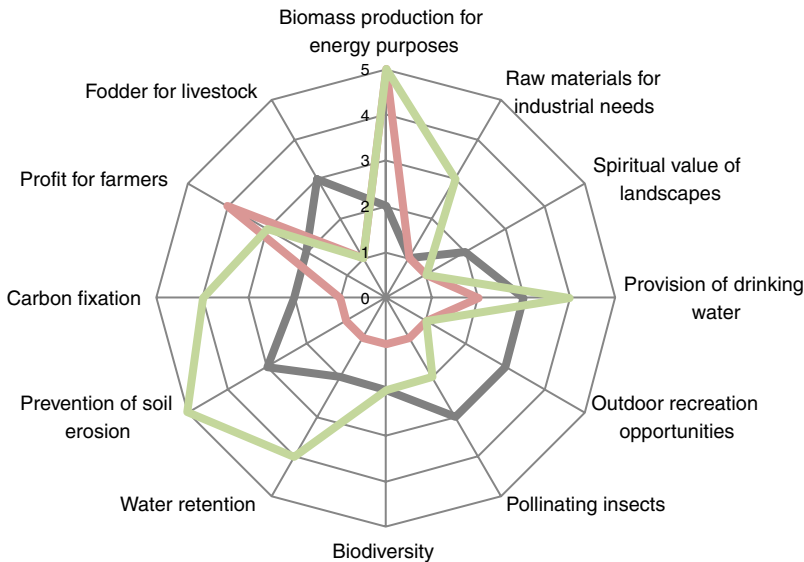 Biomass production for
energy purposes
Raw materials for
industrial needs
Spiritual value of
landscapes
Provision of drinking
water
Outdoor recreation
opportunities
Pollinating insects
Biodiversity
Water retention
Prevention of soil
erosion
Carbon fixation
Profit for farmers
Fodder for livestock
5
4
3
2
1
0